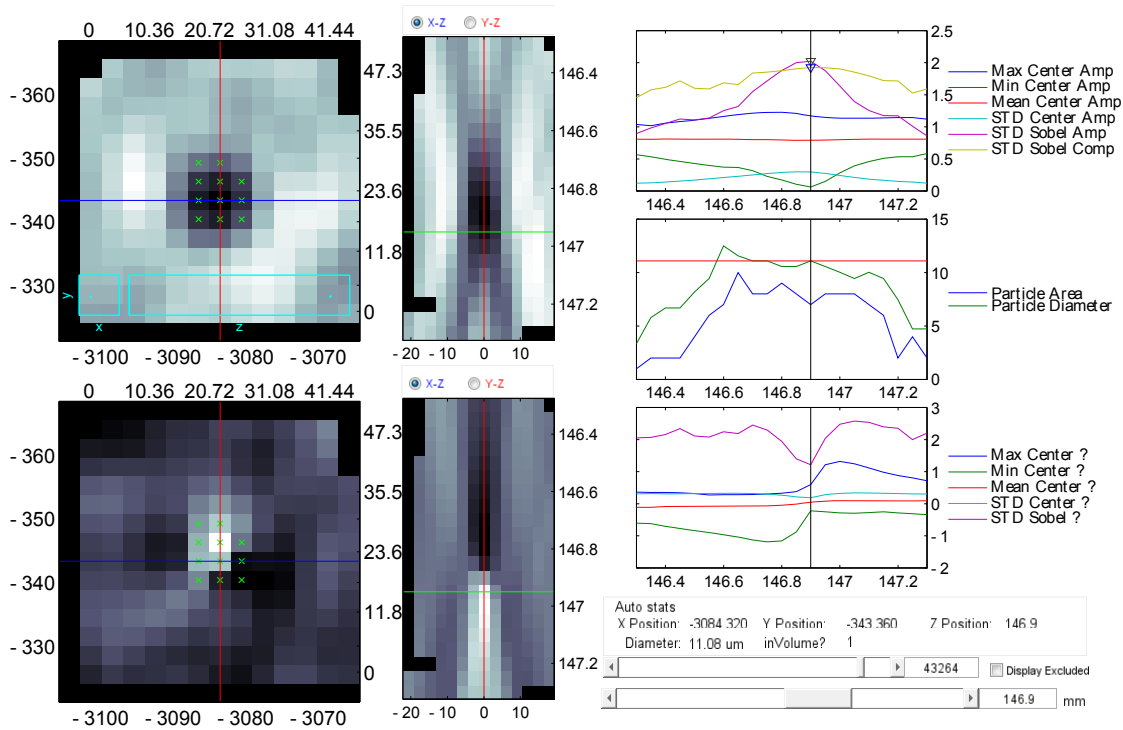 0 10.36 20.72 31.08 41.44
- 360
- 350
- 340
- 330
47.3
35.5
23.6
11.8
0
y
x
z
- 3100 - 3090 - 3080 - 3070
X-Z Y-Z
146.4
146.6
146.8
147
147.2
- 20 - 10 0 10
2.5
2
1.5
1
0.5
0
146.4 146.6 146.8 147 147.2
Max Center Amp
Min Center Amp
Mean Center Amp
STD Center Amp
STD Sobel Amp
STD Sobel Comp
15
10
5
0
146.4 146.6 146.8 147 147.2
Particle Area
Particle Diameter
0 10.36 20.72 31.08 41.44
- 360
- 350
- 340
- 330
47.3
35.5
23.6
11.8
0
- 3100 - 3090 - 3080 - 3070
X-Z Y-Z
146.4
146.6
146.8
147
147.2
- 20 - 10 0 10
3
2
1
0
- 1
- 2
146.4 146.6 146.8 147 147.2
Max Center ?
Min Center ?
Mean Center ?
STD Center ?
STD Sobel ?
Auto stats
X Position: -3084.320 Y Position: -343.360 Z Position: 146.9
Diameter: 11.08 um inVolume? 1
43264 Display Excluded
146.9 mm